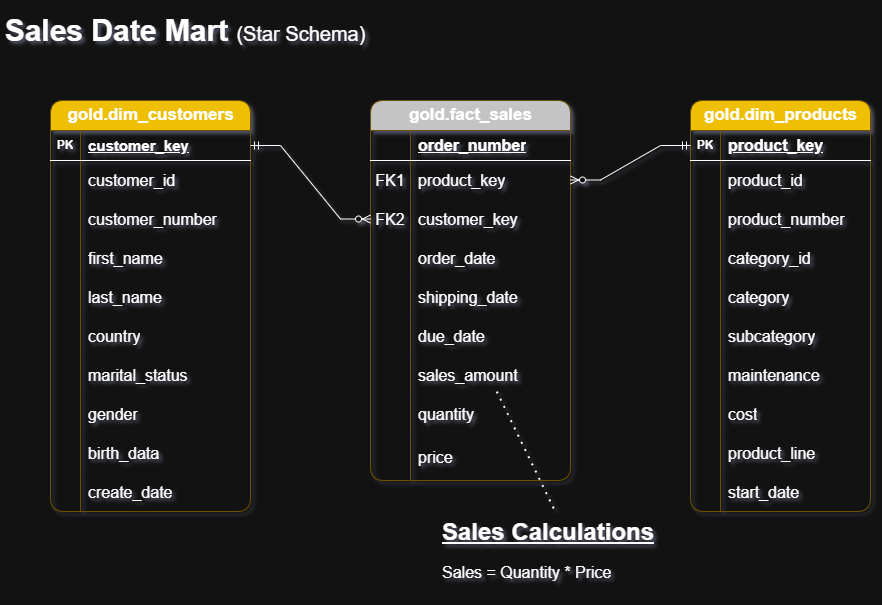 Sales Date Mart (Star Schema)
gold.dim_customers
PK customer_key
customer_id
customer_number
first_name
last_name
country
marital_status
gender
birth_data
create_date
gold.fact_sales
order_number
FK1 product_key
FK2 customer_key
order_date
shipping_date
due_date
sales_amount
quantity
price
gold.dim_products
PK product_key
product_id
product_number
category_id
category
subcategory
maintenance
cost
product_line
start_date
Sales Calculations
Sales = Quantity * Price